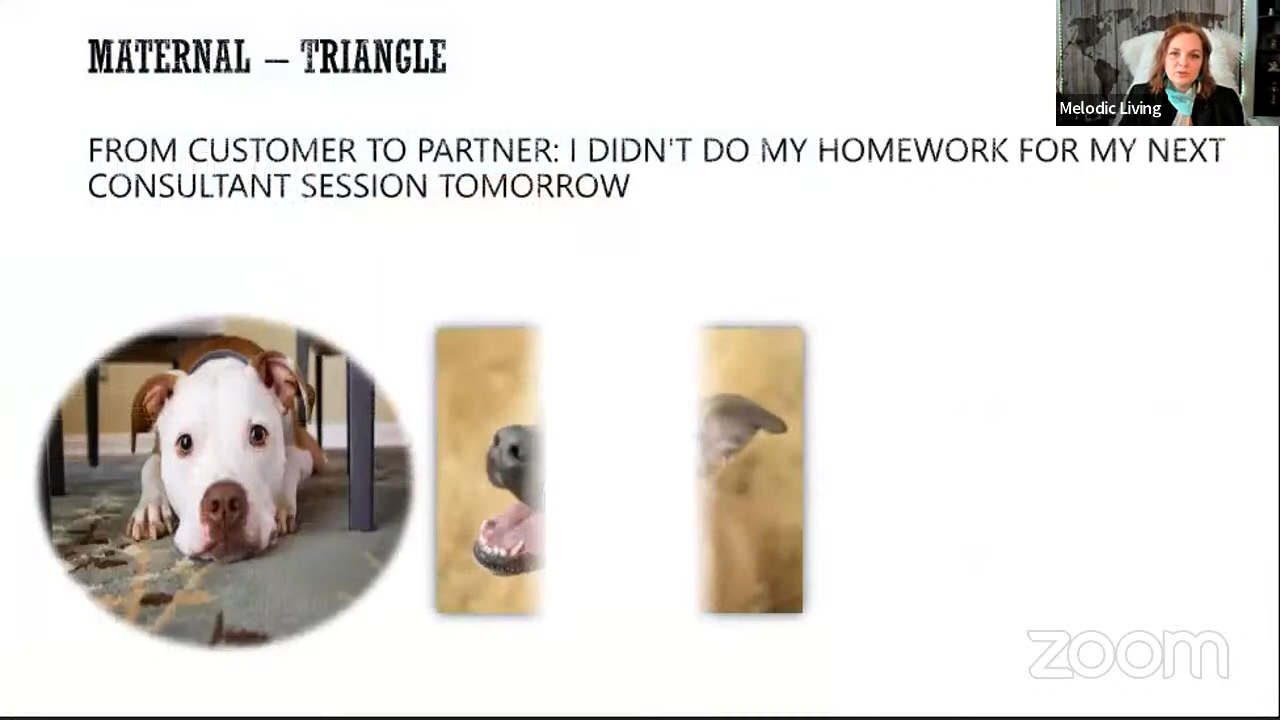 MATERNAL – TRIANGLE
Melodic Living
FROM CUSTOMER TO PARTNER: I DIDN'T DO MY HOMEWORK FOR MY NEXT
CONSULTANT SESSION TOMORROW
zoom